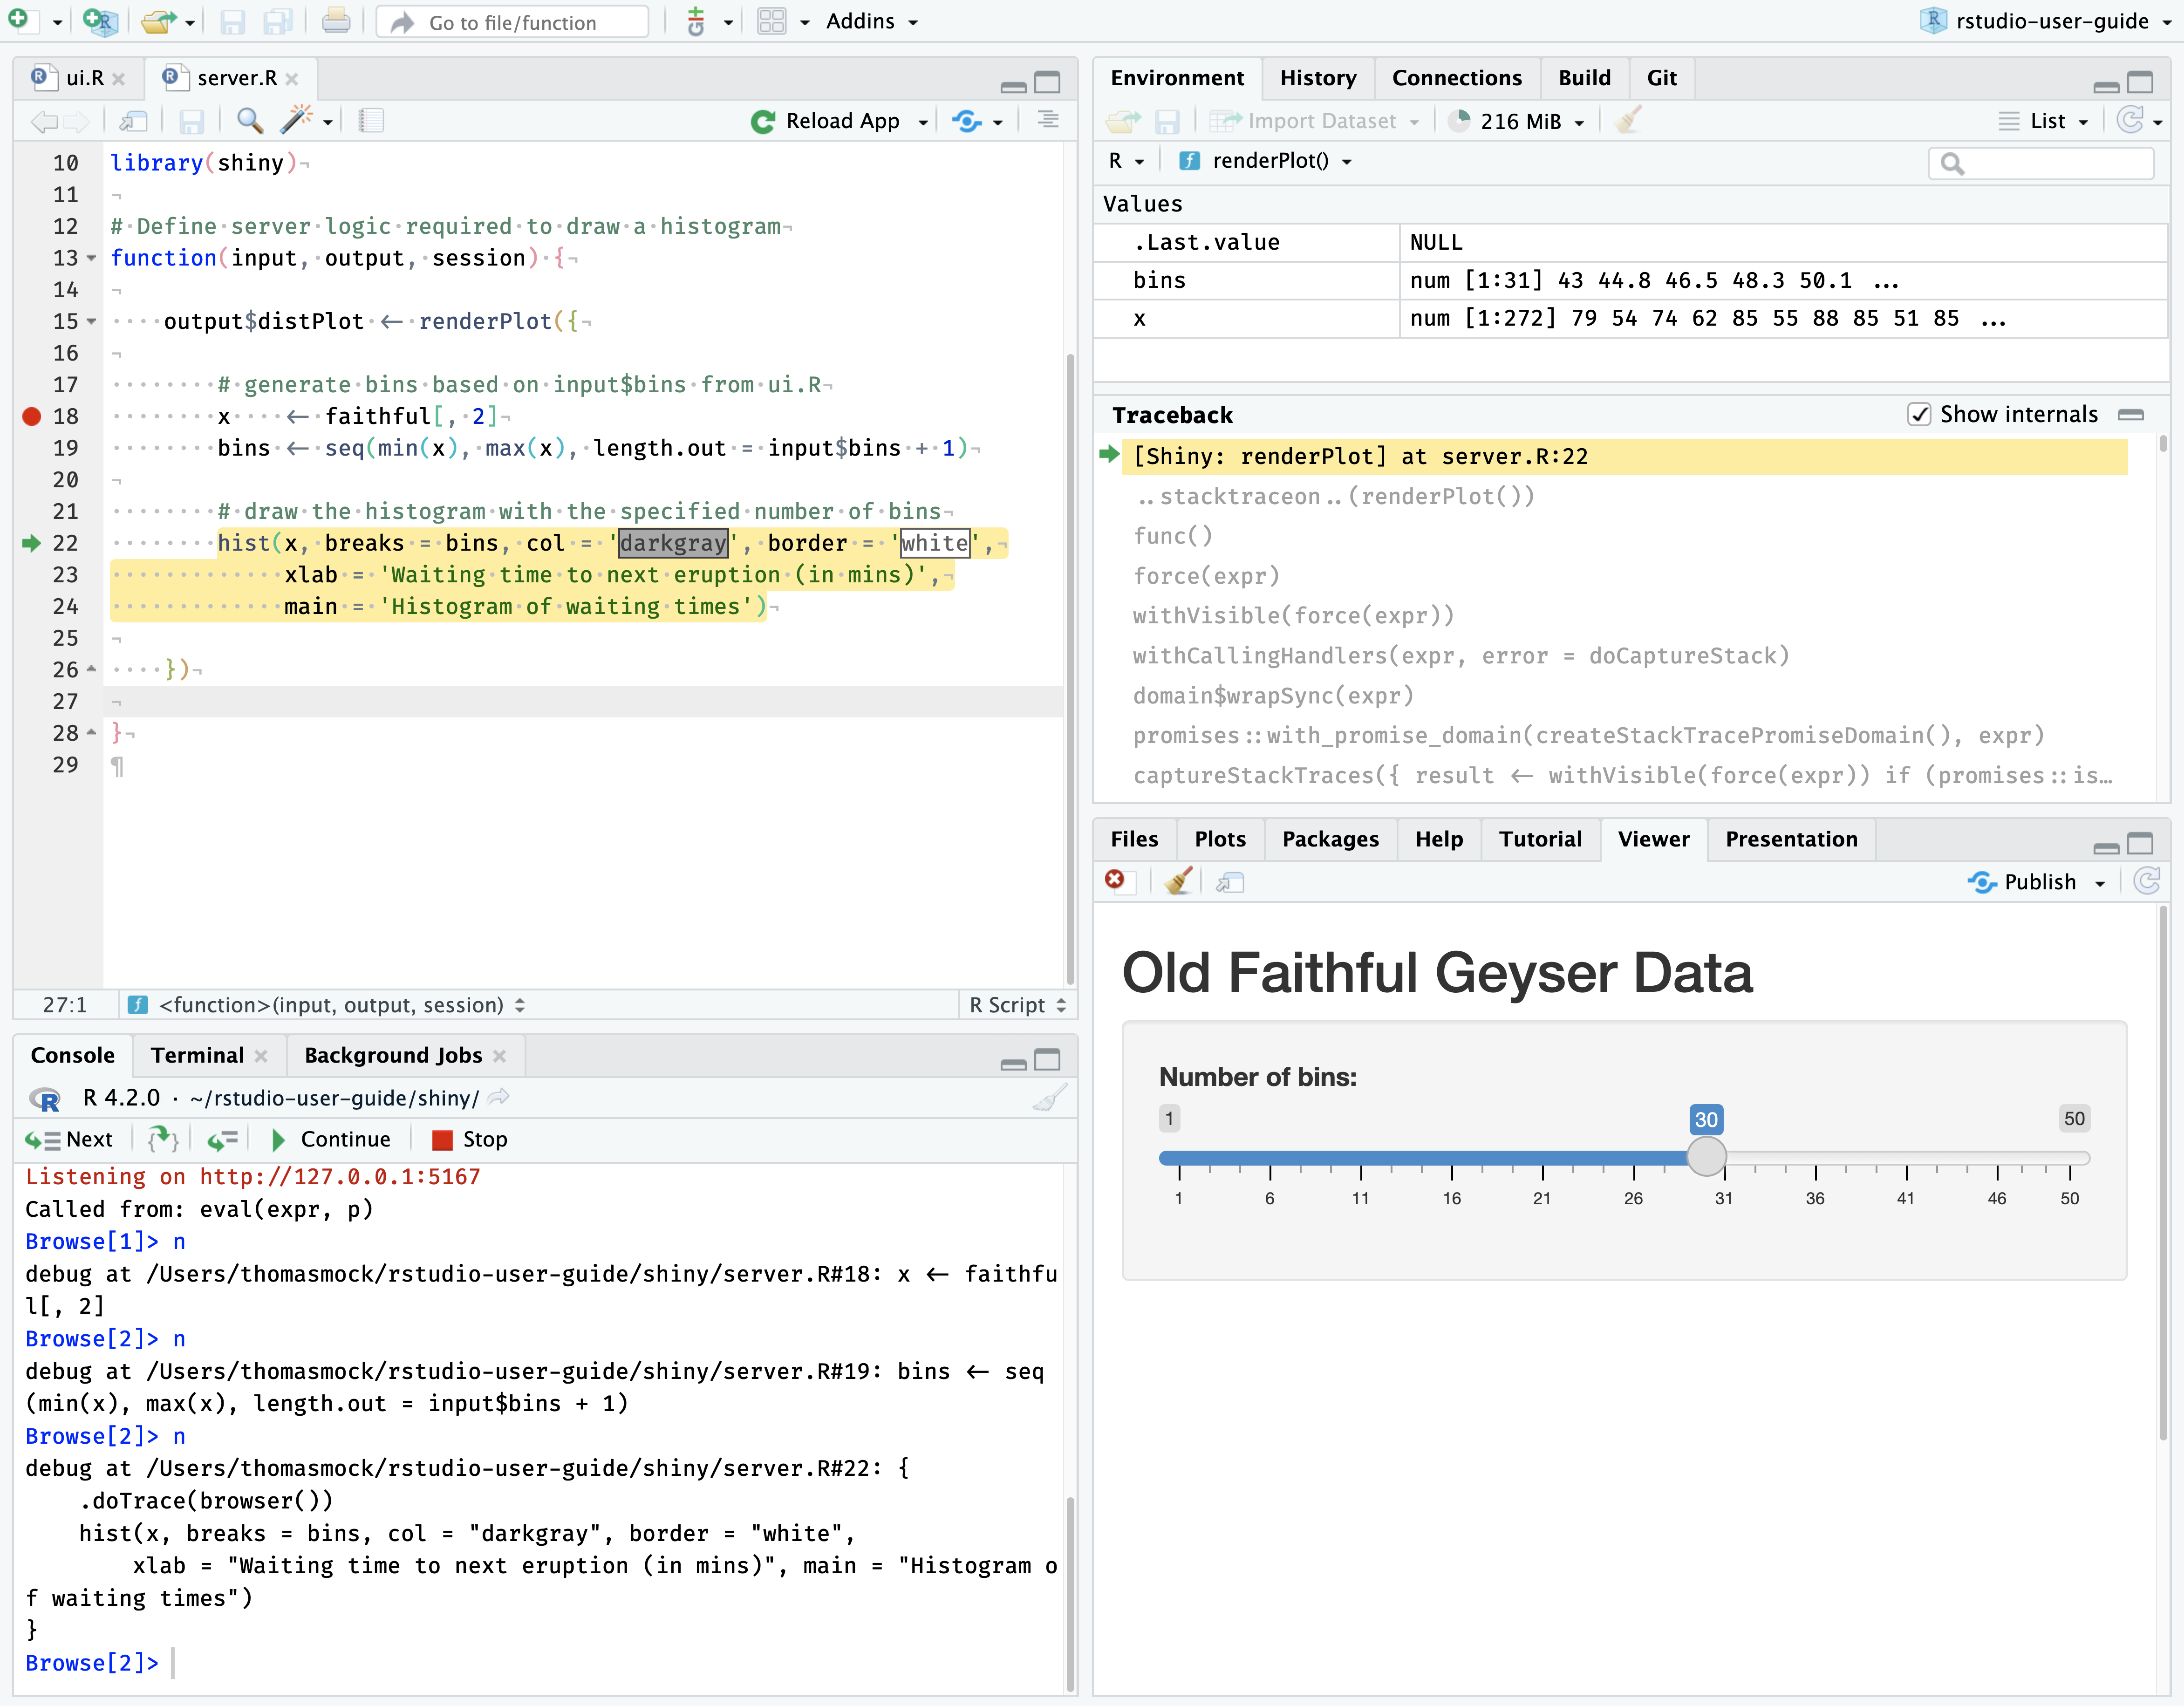 Go to file/function
Addins
rstudio-user-guide
ui.R
server.R
Reload App
10 library(shiny)
11
12 # Define server logic required to draw a histogram
13 function(input, output, session) {
14
15 output$distPlot <- renderPlot({
16
17 # generate bins based on input$bins from ui.R
18 x <- faithful[, 2]
19 bins <- seq(min(x), max(x), length.out = input$bins + 1)
20
21 # draw the histogram with the specified number of bins
22 hist(x, breaks = bins, col = 'darkgray', border = 'white',
23 xlab = 'Waiting time to next eruption (in mins)',
24 main = 'Histogram of waiting times')
25
26 })
27
28 }
29
27:1 <function>(input, output, session) R Script
Console Terminal Background Jobs
R 4.2.0 · ~/rstudio-user-guide/shiny/
Next Continue Stop
Listening on http://127.0.0.1:5167
Called from: eval(expr, p)
Browse[1]> n
debug at /Users/thomasmock/rstudio-user-guide/shiny/server.R#18: x <- faithfu
l[, 2]
Browse[2]> n
debug at /Users/thomasmock/rstudio-user-guide/shiny/server.R#19: bins <- seq
(min(x), max(x), length.out = input$bins + 1)
Browse[2]> n
debug at /Users/thomasmock/rstudio-user-guide/shiny/server.R#22: {
.doTrace(browser())
hist(x, breaks = bins, col = "darkgray", border = "white",
xlab = "Waiting time to next eruption (in mins)", main = "Histogram o
f waiting times")
}
Browse[2]>
Environment History Connections Build Git
Import Dataset 216 MiB List
R renderPlot()
Values
.Last.value NULL
bins num [1:31] 43 44.8 46.5 48.3 50.1 ...
x num [1:272] 79 54 74 62 85 55 88 85 51 85 ...
Traceback Show internals
[Shiny: renderPlot] at server.R:22
..stacktraceon..(renderPlot())
func()
force(expr)
withVisible(force(expr))
withCallingHandlers(expr, error = doCaptureStack)
domain$wrapSync(expr)
promises::with_promise_domain(createStackTracePromiseDomain(), expr)
captureStackTraces({ result <- withVisible(force(expr)) if (promises::is…
Files Plots Packages Help Tutorial Viewer Presentation
Publish
Old Faithful Geyser Data
Number of bins:
1 30 50
1 6 11 16 21 26 31 36 41 46 50